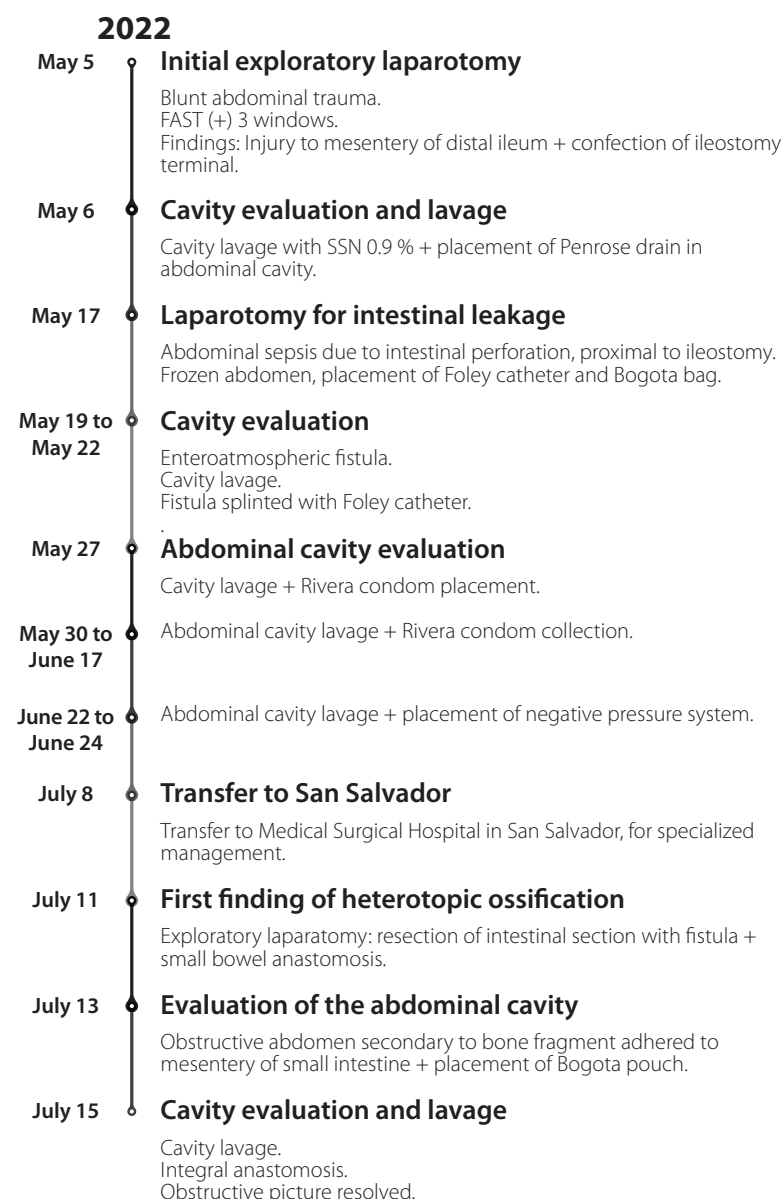 2022
May 5
Initial exploratory laparotomy
Blunt abdominal trauma.
FAST (+) 3 windows.
Findings: Injury to mesentery of distal ileum + confection of ileostomy
terminal.
May 6
Cavity evaluation and lavage
Cavity lavage with SSN 0.9 % + placement of Penrose drain in
abdominal cavity.
May 17
Laparotomy for intestinal leakage
Abdominal sepsis due to intestinal perforation, proximal to ileostomy.
Frozen abdomen, placement of Foley catheter and Bogota bag.
May 19 to
May 22
Cavity evaluation
Enteroatmospheric fistula.
Cavity lavage.
Fistula splinted with Foley catheter.
.
May 27
Abdominal cavity evaluation
Cavity lavage + Rivera condom placement.
May 30 to
June 17
Abdominal cavity lavage + Rivera condom collection.
June 22 to
June 24
Abdominal cavity lavage + placement of negative pressure system.
July 8
Transfer to San Salvador
Transfer to Medical Surgical Hospital in San Salvador, for specialized
management.
July 11
First finding of heterotopic ossification
Exploratory laparatomy: resection of intestinal section with fistula +
small bowel anastomosis.
July 13
Evaluation of the abdominal cavity
Obstructive abdomen secondary to bone fragment adhered to
mesentery of small intestine + placement of Bogota pouch.
July 15
Cavity evaluation and lavage
Cavity lavage.
Integral anastomosis.
Obstructive picture resolved.